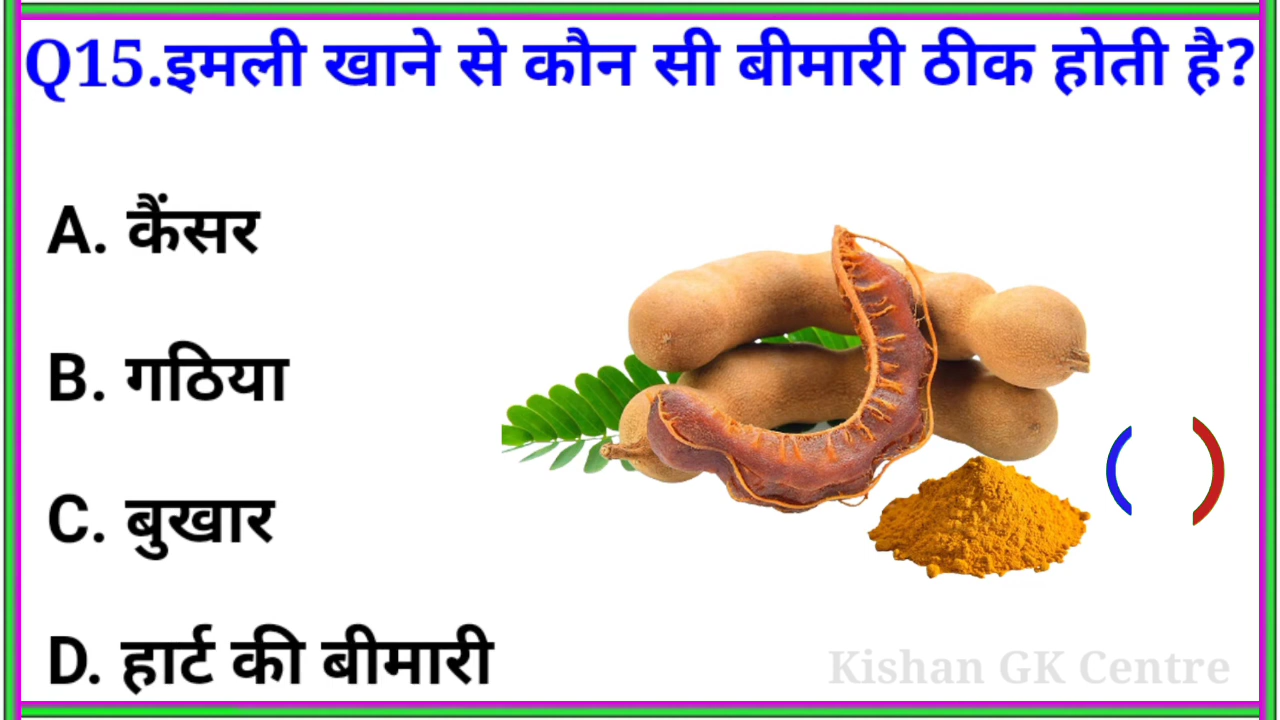 Q15.इमली खाने से कौन सी बीमारी ठीक होती है?
A. कैंसर
B. गठिया
C. बुखार
D. हार्ट की बीमारी
Kishan GK Centre